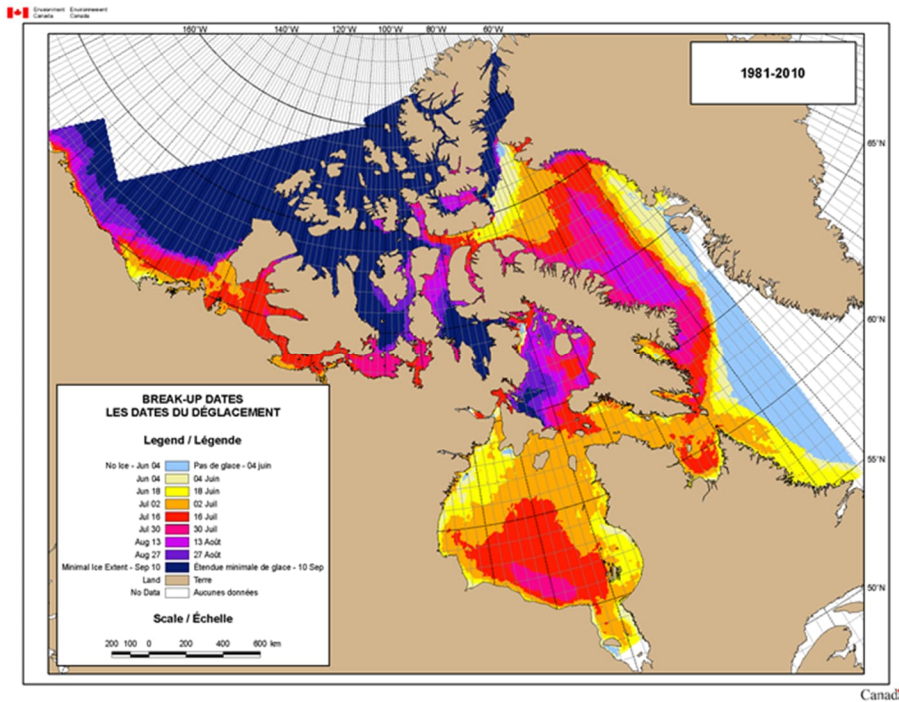 Environment Environnement
Canada Canada
160°W 140°W 120°W 100°W 80°W 60°W
1981-2010
65°N
60°N
55°N
50°N
BREAK-UP DATES
LES DATES DU DÉGLACEMENT
Legend / Légende
No Ice - Jun 04 Pas de glace - 04 juin
Jun 04 04 Juin
Jun 18 18 Juin
Jul 02 02 Juil
Jul 16 16 Juil
Jul 30 30 Juil
Aug 13 13 Août
Aug 27 27 Août
Minimal Ice Extent - Sep 10 Étendue minimale de glace - 10 Sep
Land Terre
No Data Aucunes données
Scale / Échelle
200 100 0 200 400 600 km
Canad